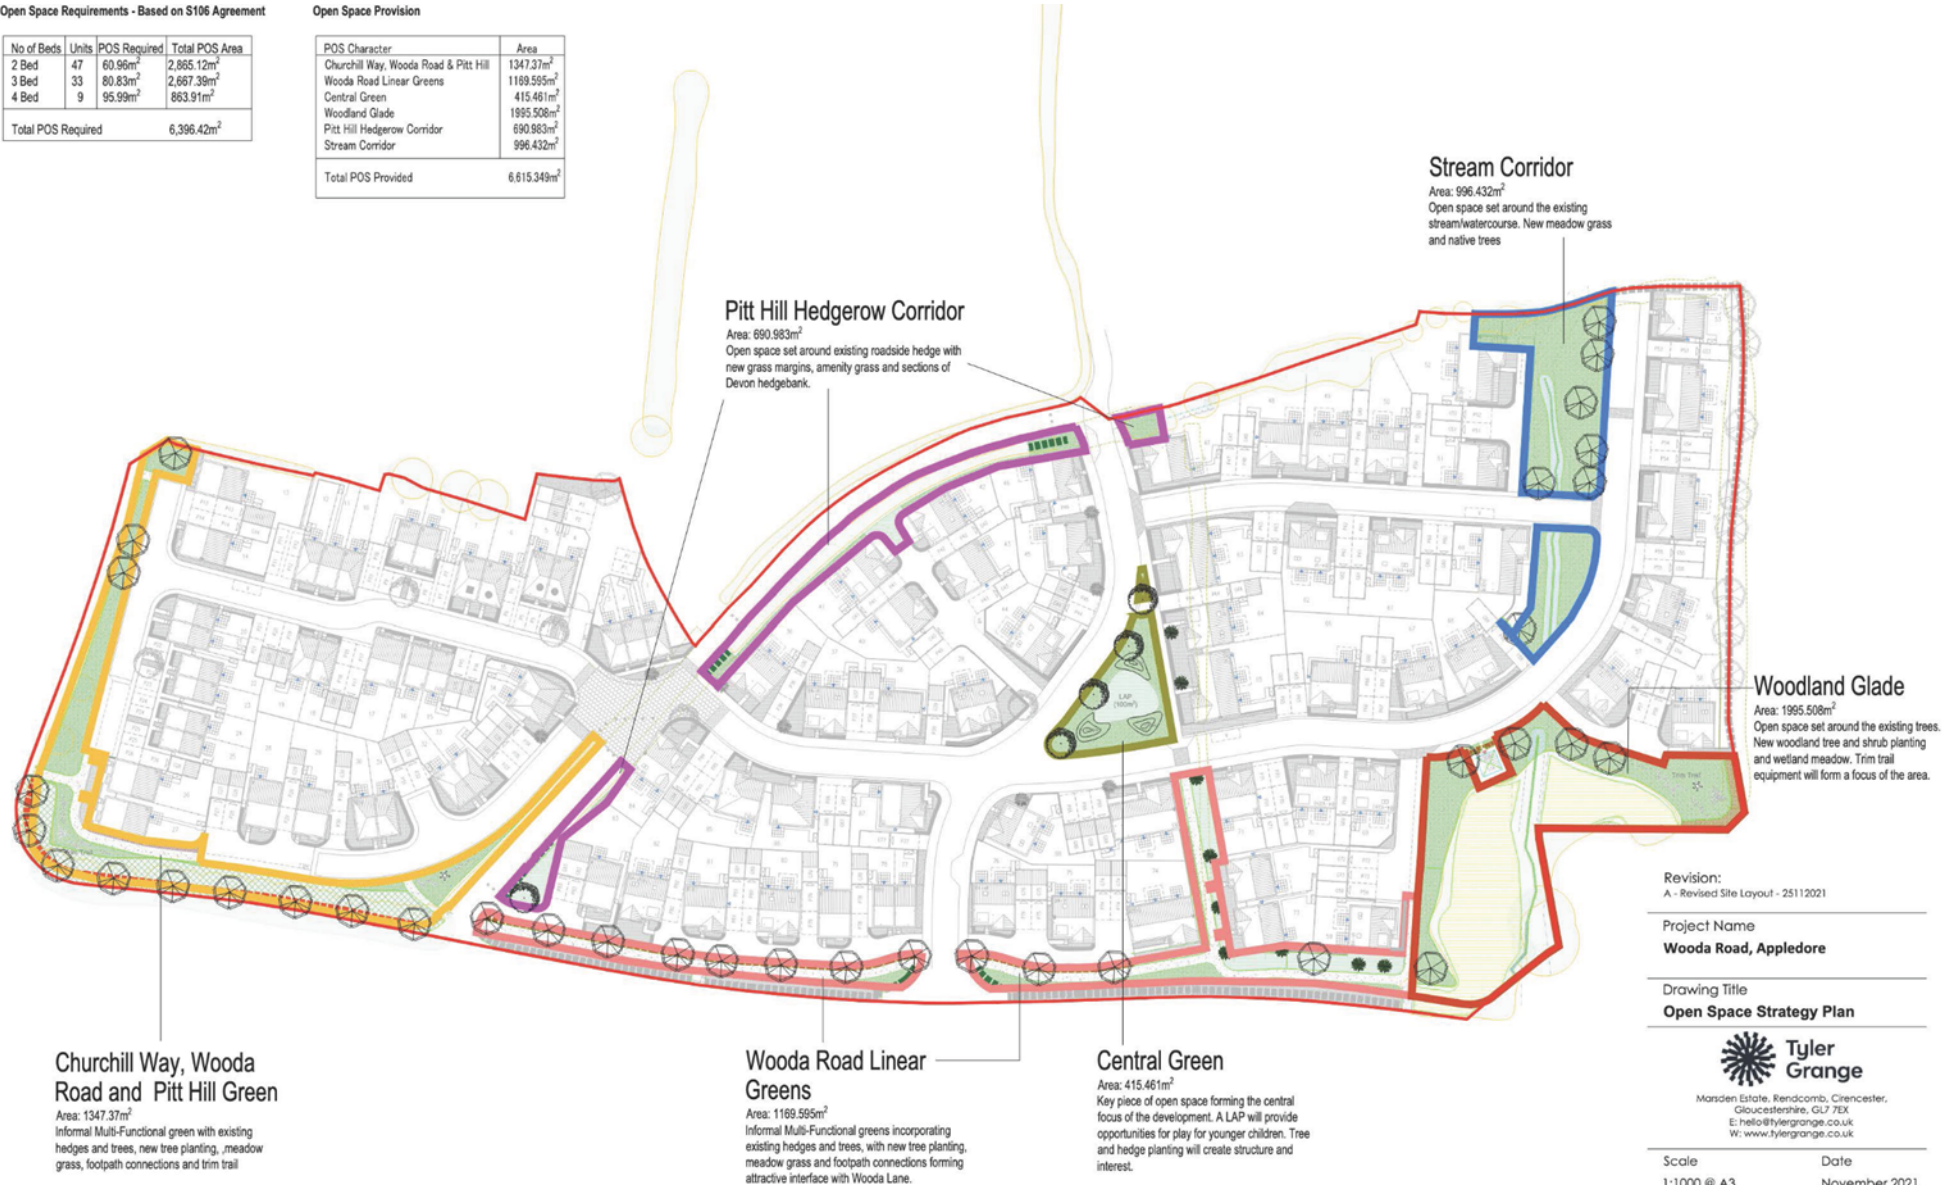 Open Space Requirements - Based on S106 Agreement
No of Beds Units POS Required Total POS Area
2 Bed 47 60.96m² 2,865.12m²
3 Bed 33 80.83m² 2,667.39m²
4 Bed 9 95.99m² 863.91m²
Total POS Required 6,396.42m²
Open Space Provision
POS Character Area
Churchill Way, Wooda Road & Pitt Hill 1347.37m²
Wooda Road Linear Greens 1169.595m²
Central Green 415.461m²
Woodland Glade 1995.508m²
Pitt Hill Hedgerow Corridor 690.983m²
Stream Corridor 996.432m²
Total POS Provided 6,615.349m²
Stream Corridor
Area: 996.432m²
Open space set around the existing
stream/watercourse. New meadow grass
and native trees
Pitt Hill Hedgerow Corridor
Area: 690.983m²
Open space set around existing roadside hedge with
new grass margins, amenity grass and sections of
Devon hedgebank.
LAP
(100m²)
Woodland Glade
Area: 1995.508m²
Open space set around the existing trees.
New woodland tree and shrub planting
and wetland meadow. Trim trail
equipment will form a focus of the area.
Trim Trail
Churchill Way, Wooda
Road and Pitt Hill Green
Area: 1347.37m²
Informal Multi-Functional green with existing
hedges and trees, new tree planting, ,meadow
grass, footpath connections and trim trail
Wooda Road Linear
Greens
Area: 1169.595m²
Informal Multi-Functional greens incorporating
existing hedges and trees, with new tree planting,
meadow grass and footpath connections forming
attractive interface with Wooda Lane.
Central Green
Area: 415.461m²
Key piece of open space forming the central
focus of the development. A LAP will provide
opportunities for play for younger children. Tree
and hedge planting will create structure and
interest.
Revision:
A - Revised Site Layout - 25112021
Project Name
Wooda Road, Appledore
Drawing Title
Open Space Strategy Plan
Tyler
Grange
Marsden Estate, Rendcomb, Cirencester,
Gloucestershire, GL7 7EX
E: hello@tylergrange.co.uk
W: www.tylergrange.co.uk
Scale Date
1:1000 @ A3 November 2021